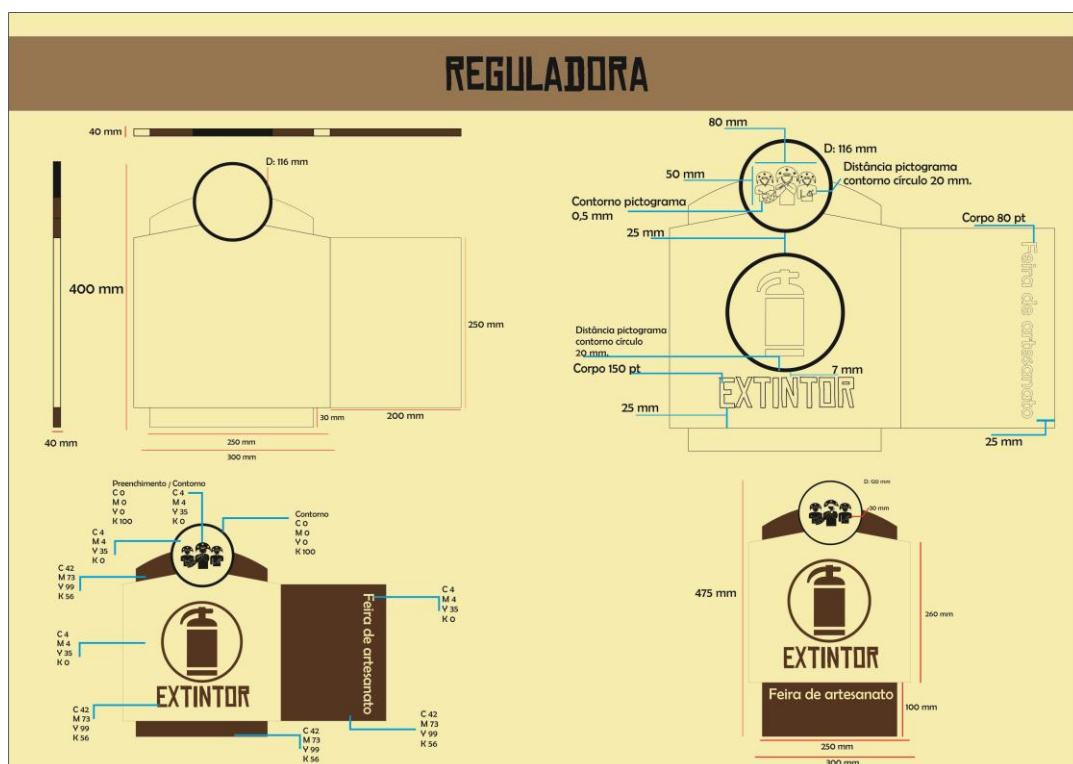 REGULADORA
40 mm
D: 116 mm
400 mm
250 mm
30 mm
200 mm
40 mm
250 mm
300 mm
80 mm
D: 116 mm
50 mm
Distância pictograma
contorno círculo 20 mm.
Contorno pictograma
0,5 mm
25 mm
Corpo 80 pt
Feira de artesanato
Distância pictograma
contorno círculo
20 mm.
Corpo 150 pt
7 mm
EXTINTOR
25 mm
25 mm
Preenchimento / Contorno
C 0
M 0
Y 0
K 100
C 4
M 4
Y 35
K 0
Contorno
C 0
M 0
Y 0
K 100
C 4
M 4
Y 35
K 0
C 42
M 73
Y 99
K 56
C 4
M 4
Y 35
K 0
Feira de artesanato
C 4
M 4
Y 35
K 0
EXTINTOR
C 42
M 73
Y 99
K 56
C 42
M 73
Y 99
K 56
C 42
M 73
Y 99
K 56
30 mm
475 mm
260 mm
EXTINTOR
Feira de artesanato
100 mm
250 mm
300 mm